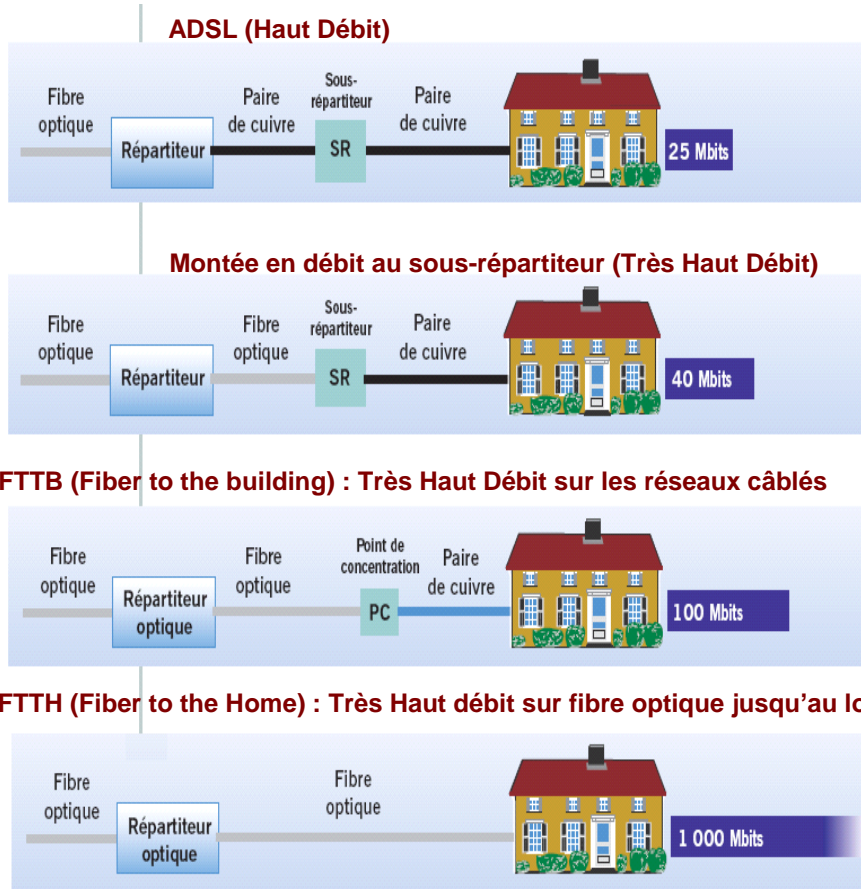 ADSL (Haut Débit)
Fibre
optique
Répartiteur
Paire
de cuivre
Sous-
répartiteur
SR
Paire
de cuivre
25 Mbits
Montée en débit au sous-répartiteur (Très Haut Débit)
Fibre
optique
Répartiteur
Fibre
optique
Sous-
répartiteur
SR
Paire
de cuivre
40 Mbits
FTTB (Fiber to the building) : Très Haut Débit sur les réseaux câblés
Fibre
optique
Répartiteur
optique
Fibre
optique
Point de
concentration
PC
Paire
de cuivre
100 Mbits
FTTH (Fiber to the Home) : Très Haut débit sur fibre optique jusqu’au lo
Fibre
optique
Répartiteur
optique
Fibre
optique
1 000 Mbits